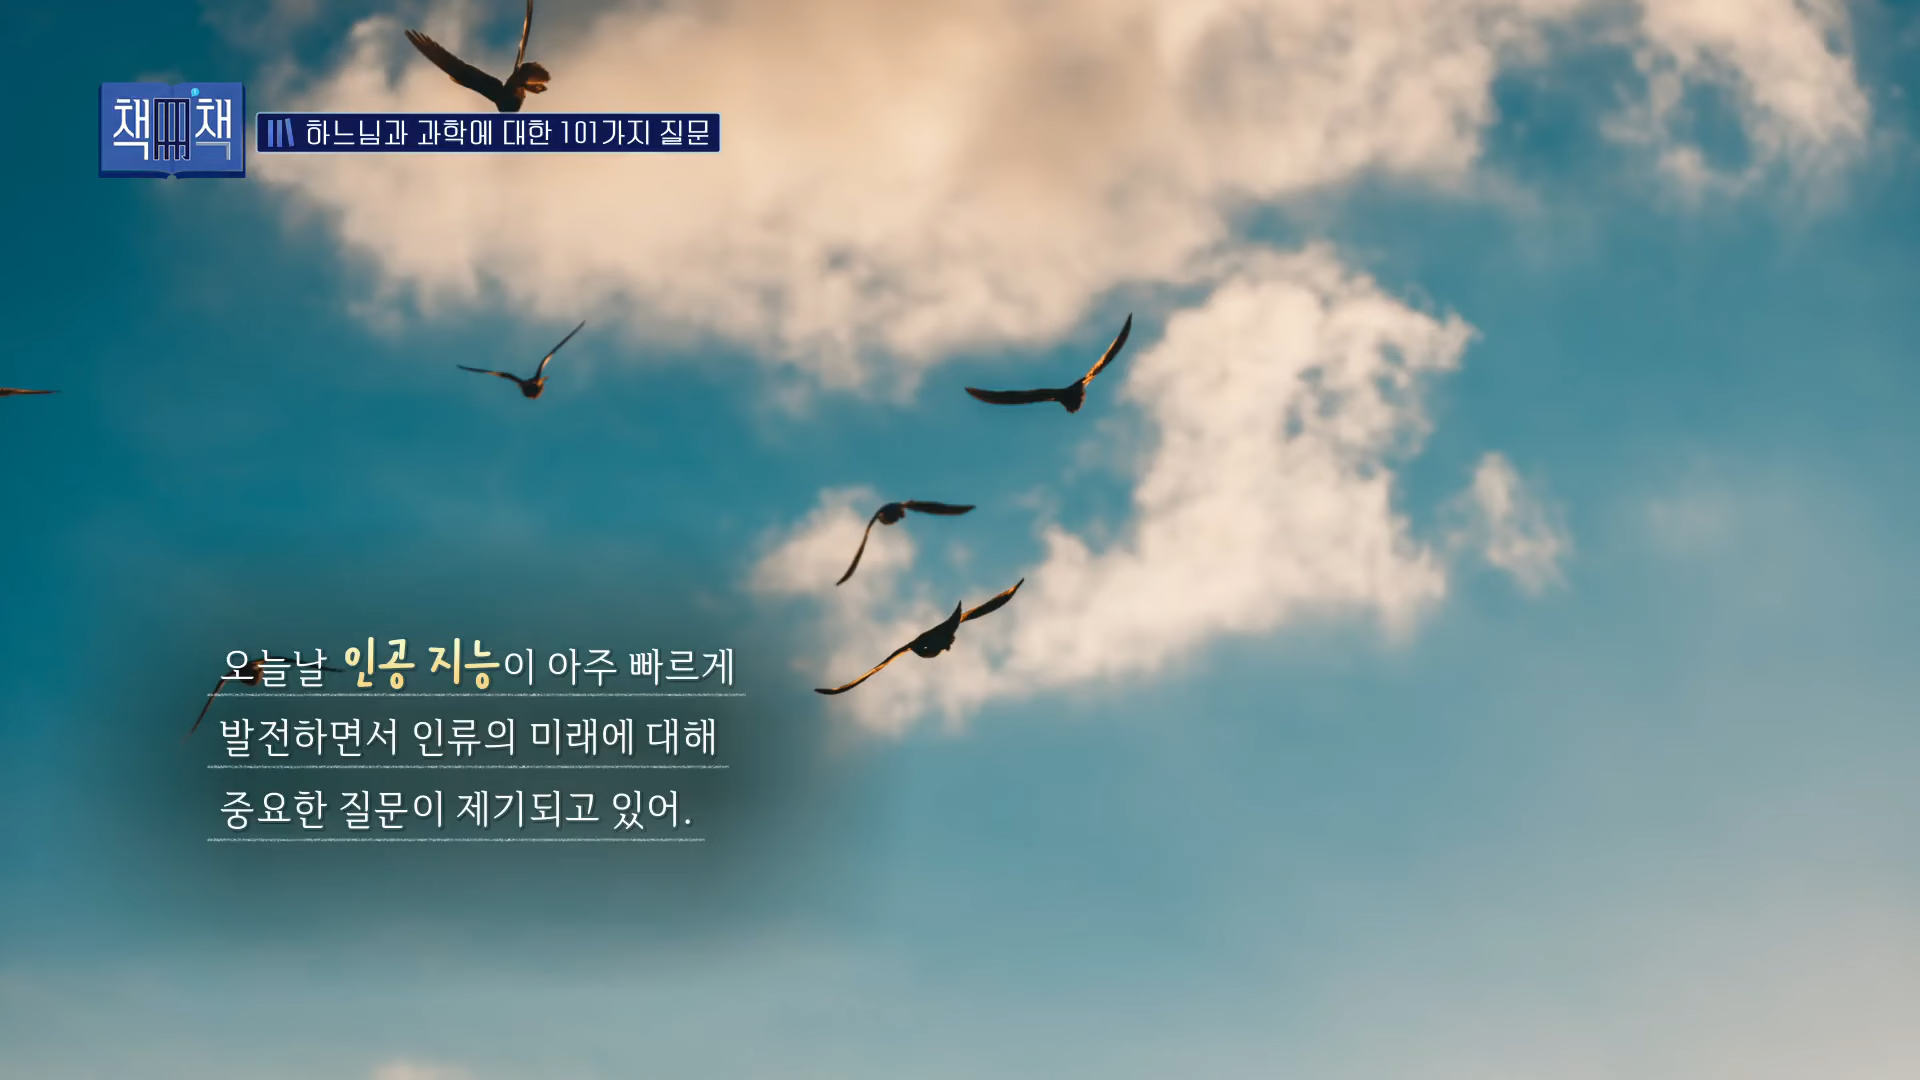 책冊책
하느님과 과학에 대한 101가지 질문
오늘날 인공 지능이 아주 빠르게
발전하면서 인류의 미래에 대해
중요한 질문이 제기되고 있어.